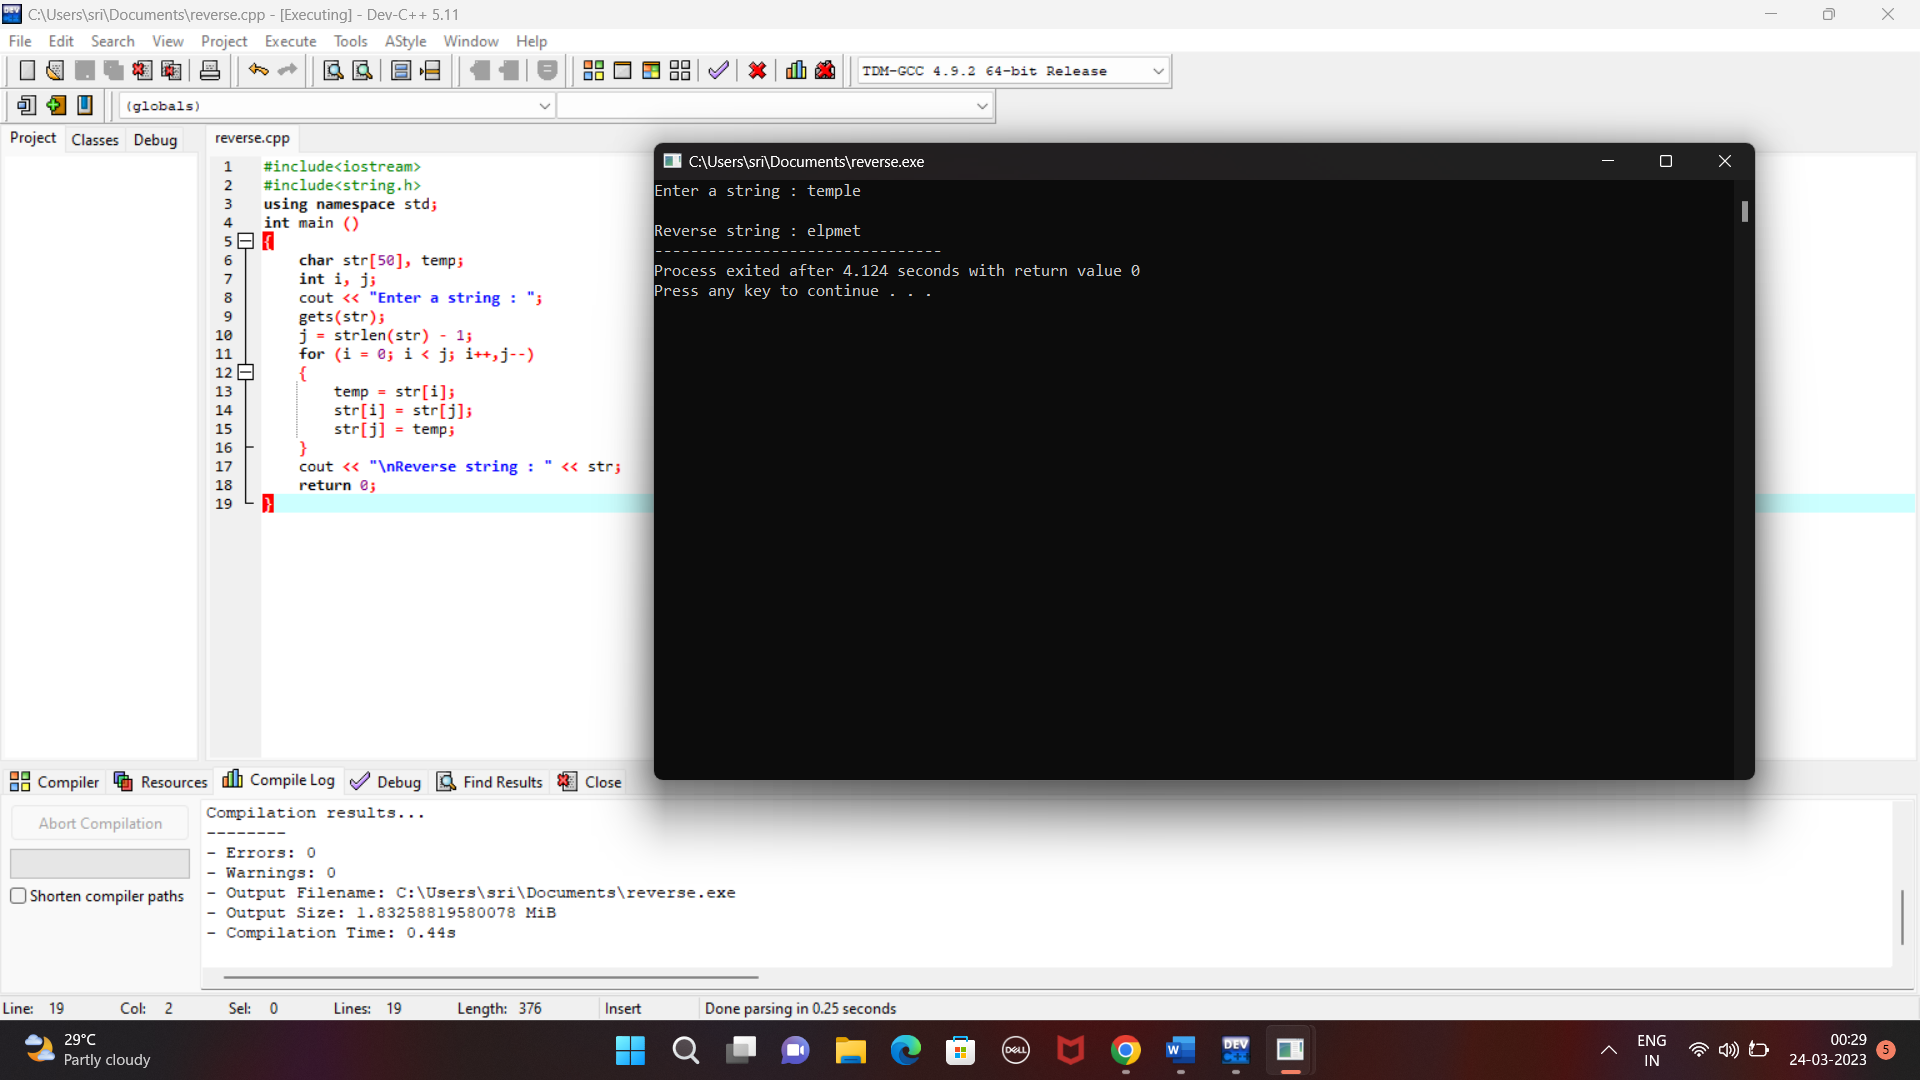 C:\Users\sri\Documents\reverse.cpp - [Executing] - Dev-C++ 5.11
File Edit Search View Project Execute Tools AStyle Window Help
TDM-GCC 4.9.2 64-bit Release
(globals)
Project Classes Debug
reverse.cpp
1 #include<iostream>
2 #include<string.h>
3 using namespace std;
4 int main ()
5 {
6 char str[50], temp;
7 int i, j;
8 cout << "Enter a string : ";
9 gets(str);
10 j = strlen(str) - 1;
11 for (i = 0; i < j; i++,j--)
12 {
13 temp = str[i];
14 str[i] = str[j];
15 str[j] = temp;
16 }
17 cout << "\nReverse string : " << str;
18 return 0;
19 }
C:\Users\sri\Documents\reverse.exe
Enter a string : temple
Reverse string : elpmet
--------------------------------
Process exited after 4.124 seconds with return value 0
Press any key to continue . . .
Compiler Resources Compile Log Debug Find Results Close
Abort Compilation
Shorten compiler paths
Compilation results...
--------
- Errors: 0
- Warnings: 0
- Output Filename: C:\Users\sri\Documents\reverse.exe
- Output Size: 1.83258819580078 MiB
- Compilation Time: 0.44s
Line: 19 Col: 2 Sel: 0 Lines: 19 Length: 376 Insert Done parsing in 0.25 seconds
29°C
Partly cloudy
DELL
W
DEV
C++
ENG
IN
00:29
24-03-2023
5